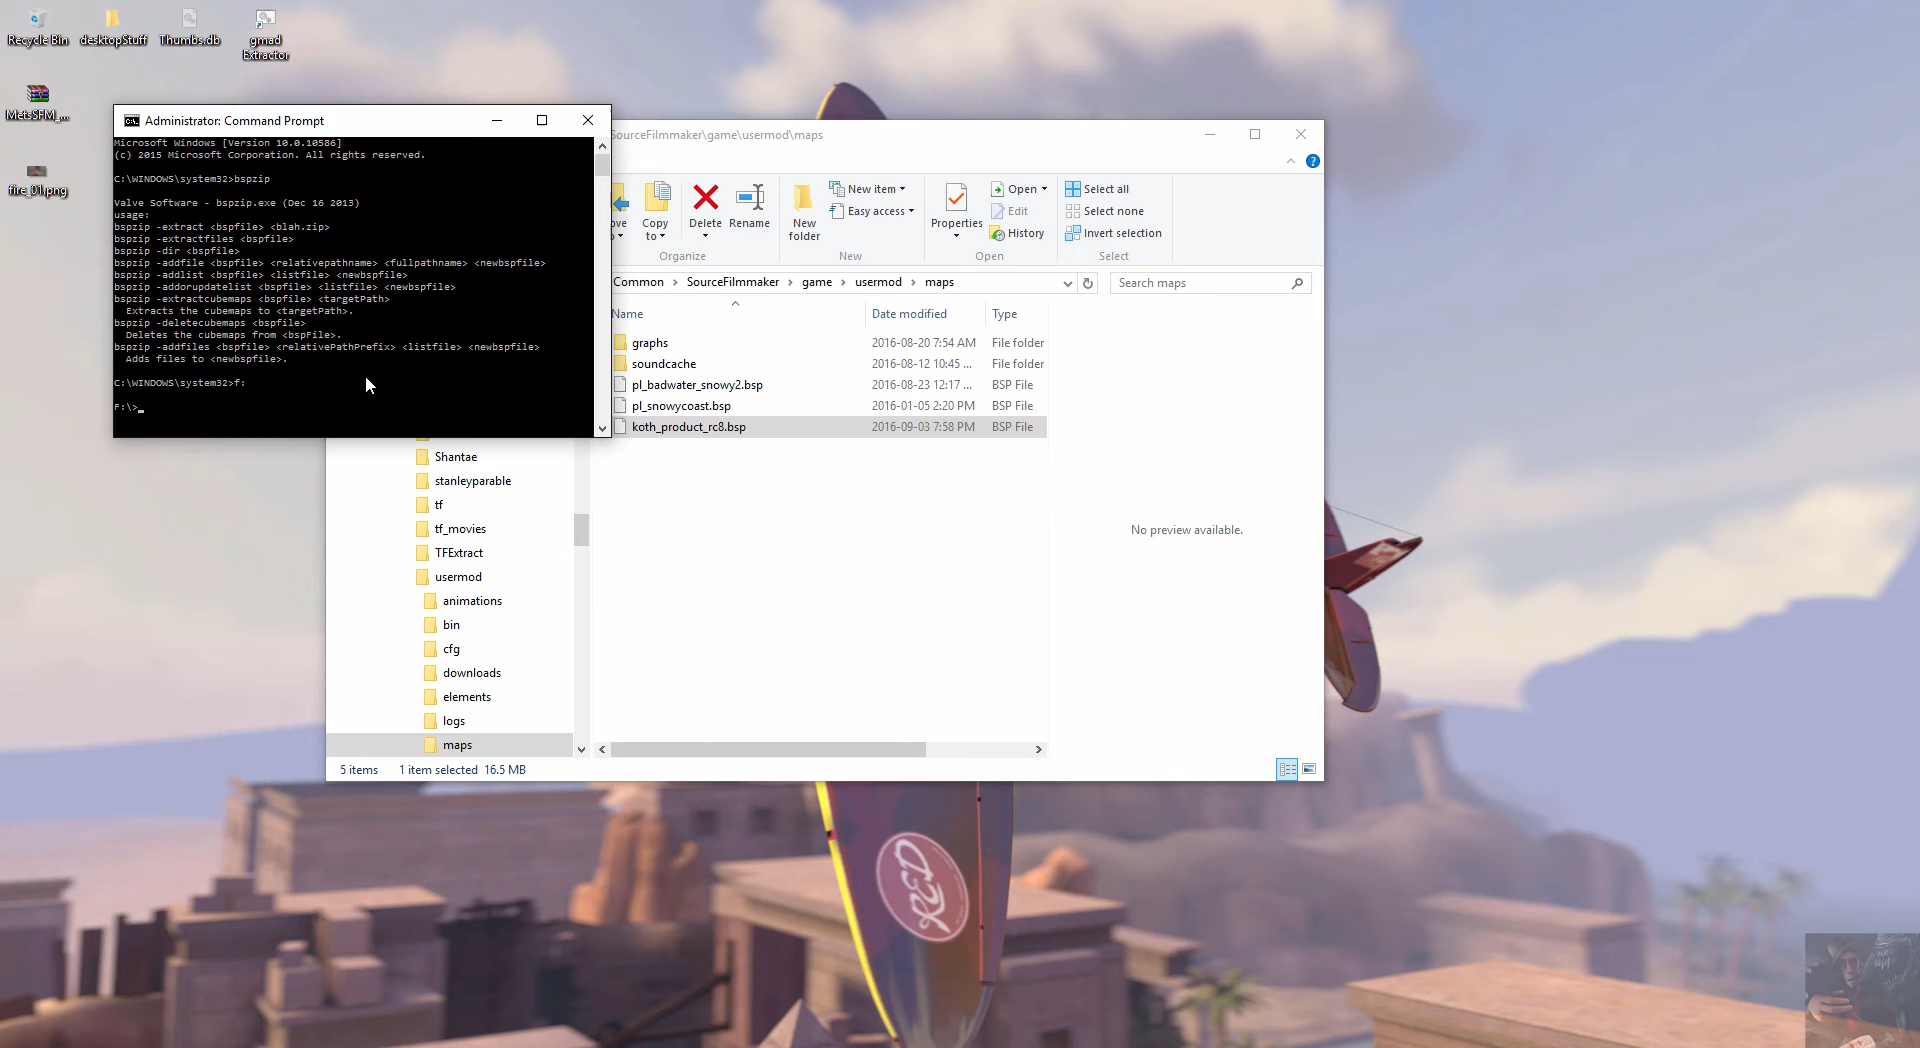 Recycle Bin
desktopStuff
Thumbs.db
gmad
Extractor
MetsSFM_...
fire_01.png
Administrator: Command Prompt
Microsoft Windows [Version 10.0.10586]
(c) 2015 Microsoft Corporation. All rights reserved.
C:\WINDOWS\system32>bspzip
Valve Software - bspzip.exe (Dec 16 2013)
usage:
bspzip -extract <bspfile> <blah.zip>
bspzip -extractfiles <bspfile>
bspzip -dir <bspfile>
bspzip -addfile <bspfile> <relativepathname> <fullpathname> <newbspfile>
bspzip -addlist <bspfile> <listfile> <newbspfile>
bspzip -addorupdatelist <bspfile> <listfile> <newbspfile>
bspzip -extractcubemaps <bspfile> <targetPath>
Extracts the cubemaps to <targetPath>.
bspzip -deletecubemaps <bspfile>
Deletes the cubemaps from <bspFile>.
bspzip -addfiles <bspfile> <relativePathPrefix> <listfile> <newbspfile>
Adds files to <newbspfile>.
C:\WINDOWS\system32>f:
F:\>_
SourceFilmmaker\game\usermod\maps
Copy
to
Delete
Rename
Organize
New
folder
New item
Easy access
New
Properties
Open
Edit
History
Open
Select all
Select none
Invert selection
Select
Common > SourceFilmmaker > game > usermod > maps
Search maps
Name
Date modified
Type
graphs
2016-08-20 7:54 AM
File folder
soundcache
2016-08-12 10:45 ...
File folder
pl_badwater_snowy2.bsp
2016-08-23 12:17 ...
BSP File
pl_snowycoast.bsp
2016-01-05 2:20 PM
BSP File
koth_product_rc8.bsp
2016-09-03 7:58 PM
BSP File
Shantae
stanleyparable
tf
tf_movies
TFExtract
usermod
animations
bin
cfg
downloads
elements
logs
maps
No preview available.
5 items
1 item selected 16.5 MB
RED